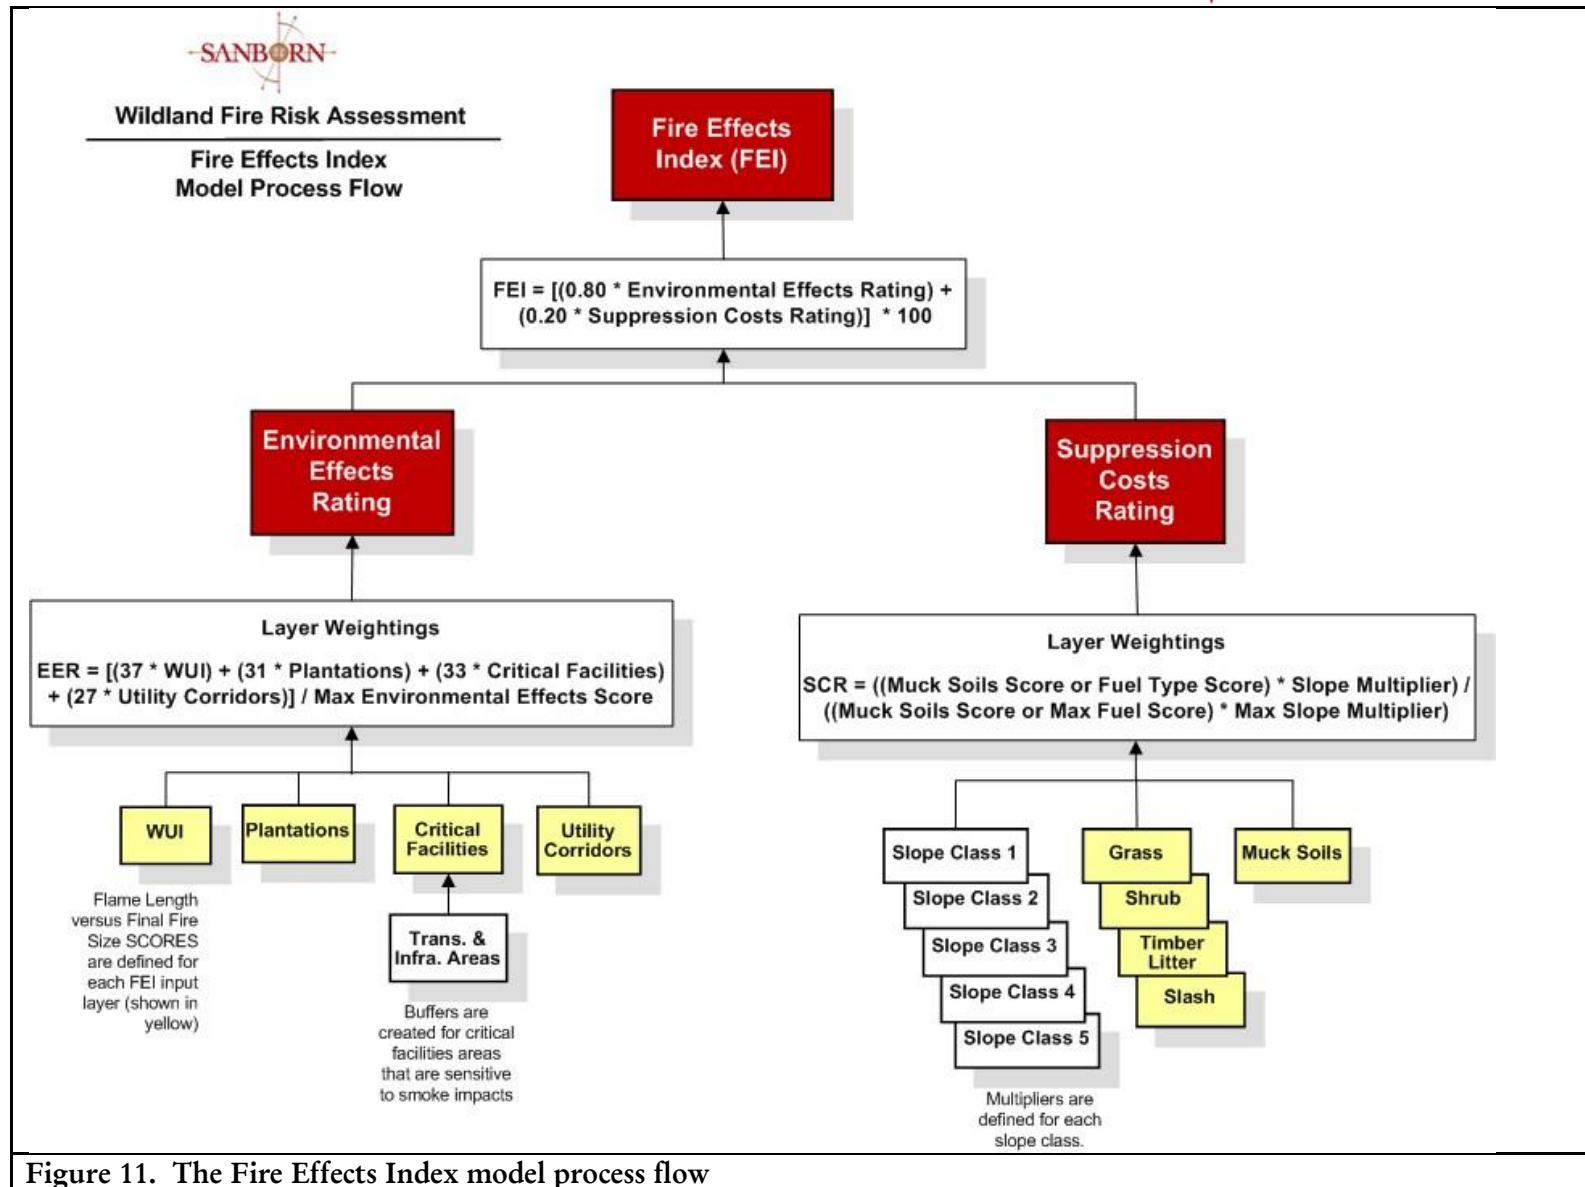 SANBORN
Wildland Fire Risk Assessment
Fire Effects Index
Model Process Flow
Fire Effects
Index (FEI)
FEI = [(0.80 * Environmental Effects Rating) +
(0.20 * Suppression Costs Rating)] * 100
Environmental
Effects
Rating
Suppression
Costs
Rating
Layer Weightings
EER = [(37 * WUI) + (31 * Plantations) + (33 * Critical Facilities)
+ (27 * Utility Corridors)] / Max Environmental Effects Score
Layer Weightings
SCR = ((Muck Soils Score or Fuel Type Score) * Slope Multiplier) /
((Muck Soils Score or Max Fuel Score) * Max Slope Multiplier)
WUI
Plantations
Critical
Facilities
Utility
Corridors
Flame Length
versus Final Fire
Size SCORES
are defined for
each FEI input
layer (shown in
yellow)
Trans. &
Infra. Areas
Buffers are
created for critical
facilities areas
that are sensitive
to smoke impacts
Slope Class 1
Slope Class 2
Slope Class 3
Slope Class 4
Slope Class 5
Multipliers are
defined for each
slope class.
Grass
Shrub
Timber
Litter
Slash
Muck Soils
Figure 11. The Fire Effects Index model process flow